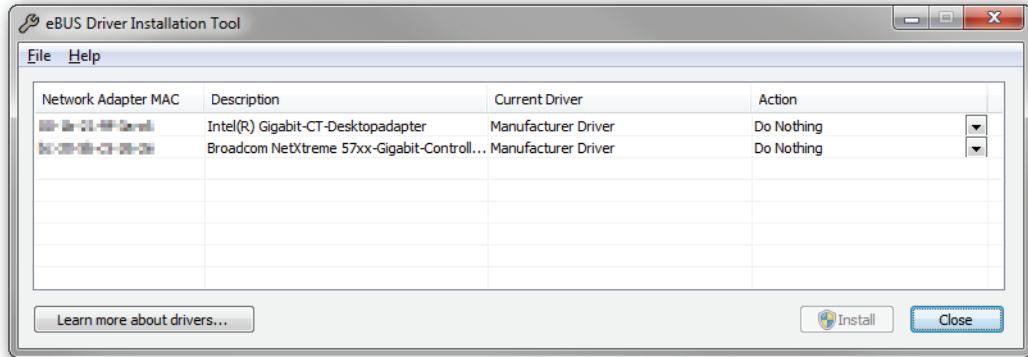 eBUS Driver Installation Tool
File Help
Network Adapter MAC Description Current Driver Action
Intel(R) Gigabit-CT-Desktopadapter Manufacturer Driver Do Nothing
Broadcom NetXtreme 57xx-Gigabit-Controll... Manufacturer Driver Do Nothing
Learn more about drivers... Install Close